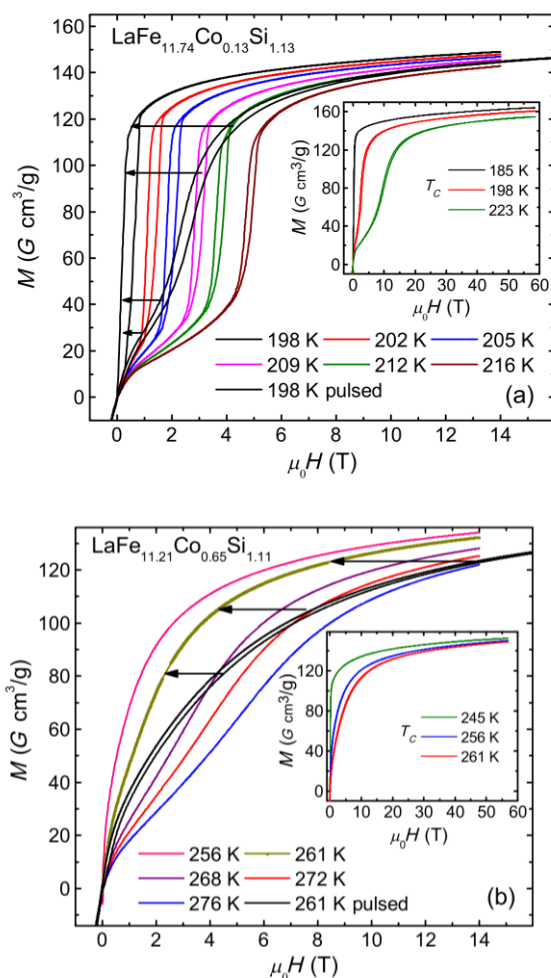 LaFe11.74Co0.13Si1.13
160
140
120
100
80
60
40
20
0
M (G cm³/g)
160
120
80
40
0
M (G cm³/g)
185 K
TC 198 K
223 K
0 10 20 30 40 50 60
μ0H (T)
198 K 202 K 205 K
209 K 212 K 216 K
198 K pulsed
(a)
0 2 4 6 8 10 12 14
μ0H (T)
LaFe11.21Co0.65Si1.11
120
100
80
60
40
20
0
M (G cm³/g)
120
80
40
0
M (G cm³/g)
245 K
TC 256 K
261 K
0 10 20 30 40 50 60
μ0H (T)
256 K 261 K
268 K 272 K
276 K 261 K pulsed
(b)
0 2 4 6 8 10 12 14
μ0H (T)